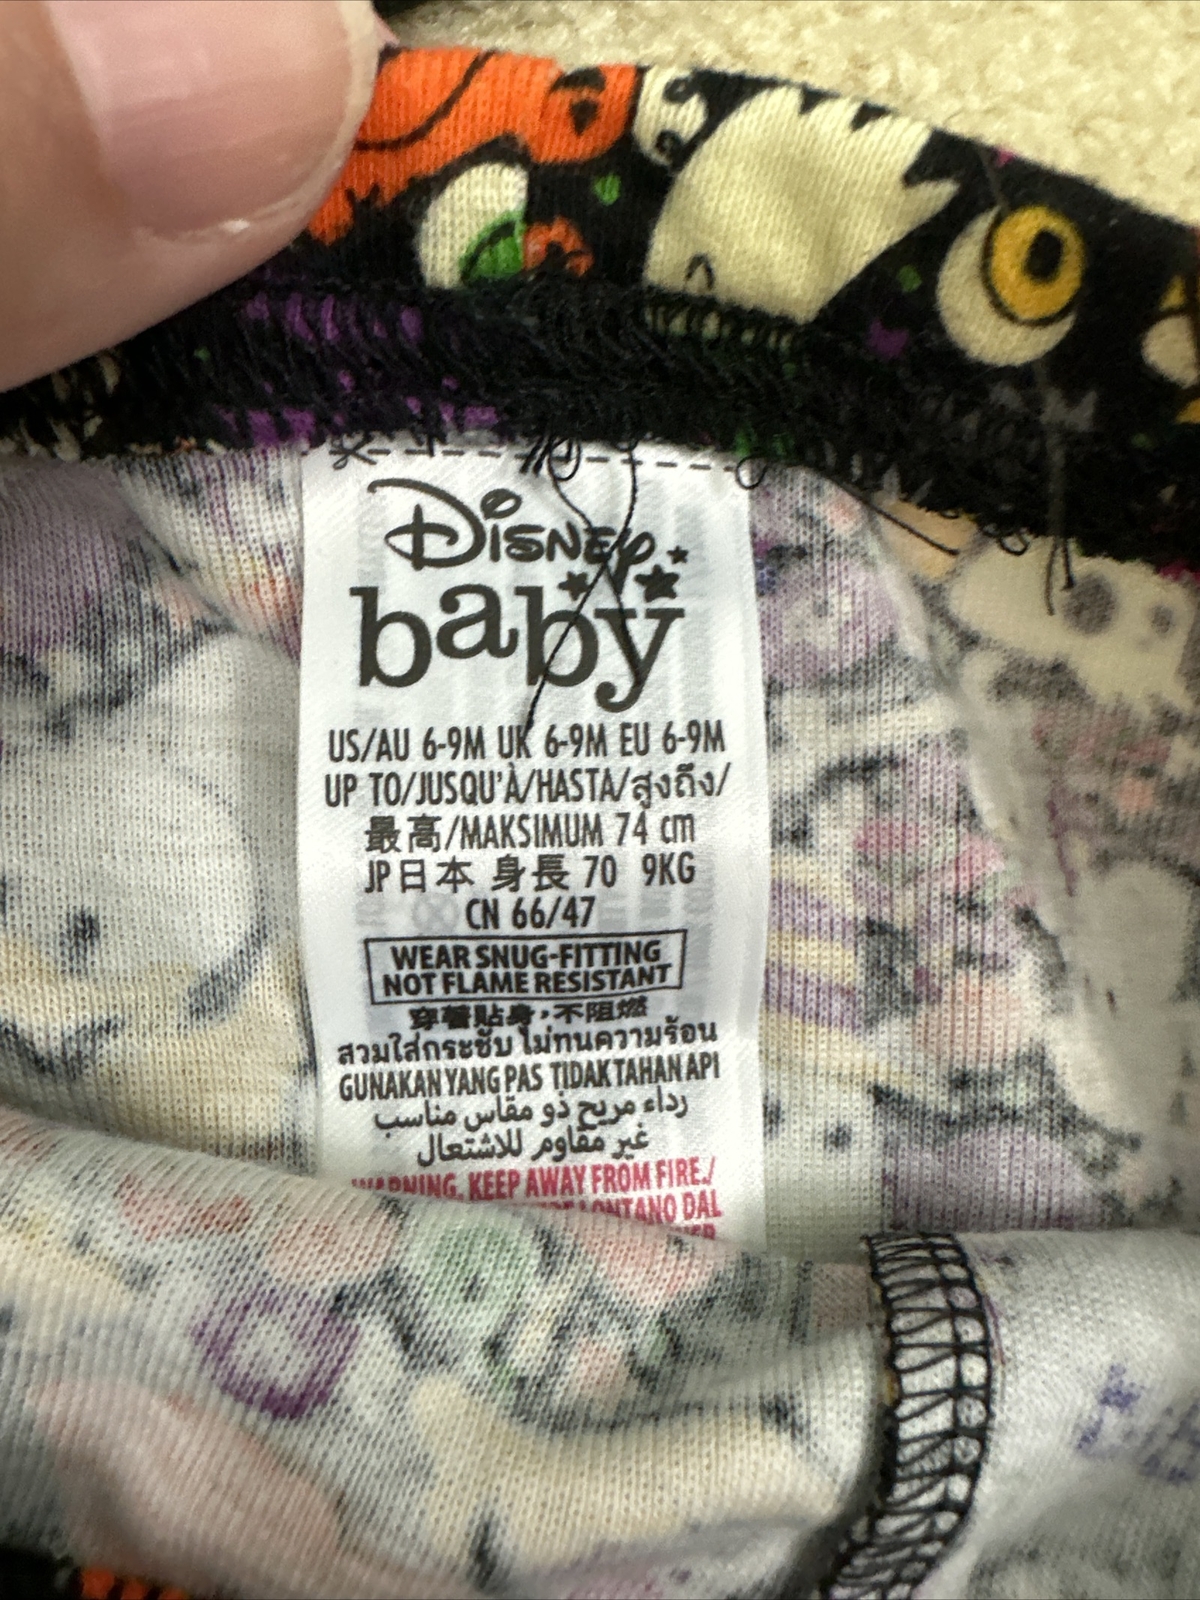 Disney
baby
US/AU 6-9M UK 6-9M EU 6-9M
UP TO/JUSQU'À/HASTA/สูงถึง/
最高/MAKSIMUM 74 cm
JP日本 身長 70 9KG
CN 66/47
WEAR SNUG-FITTING
NOT FLAME RESISTANT
穿著貼身，不阻燃
สวมใส่กระชับ ไม่ทนความร้อน
GUNAKAN YANG PAS TIDAK TAHAN API
رداء مريح ذو مقاس مناسب
غير مقاوم للاشتعال
WARNING, KEEP AWAY FROM FIRE./
LONTANO DAL